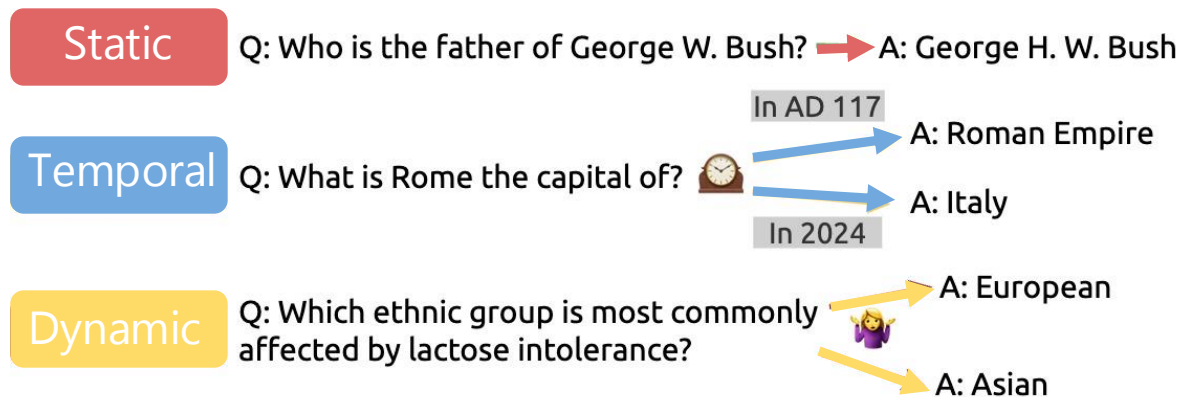 Static
Q: Who is the father of George W. Bush?
A: George H. W. Bush
In AD 117
Temporal
Q: What is Rome the capital of?
A: Roman Empire
A: Italy
In 2024
Dynamic
Q: Which ethnic group is most commonly
affected by lactose intolerance?
A: European
A: Asian